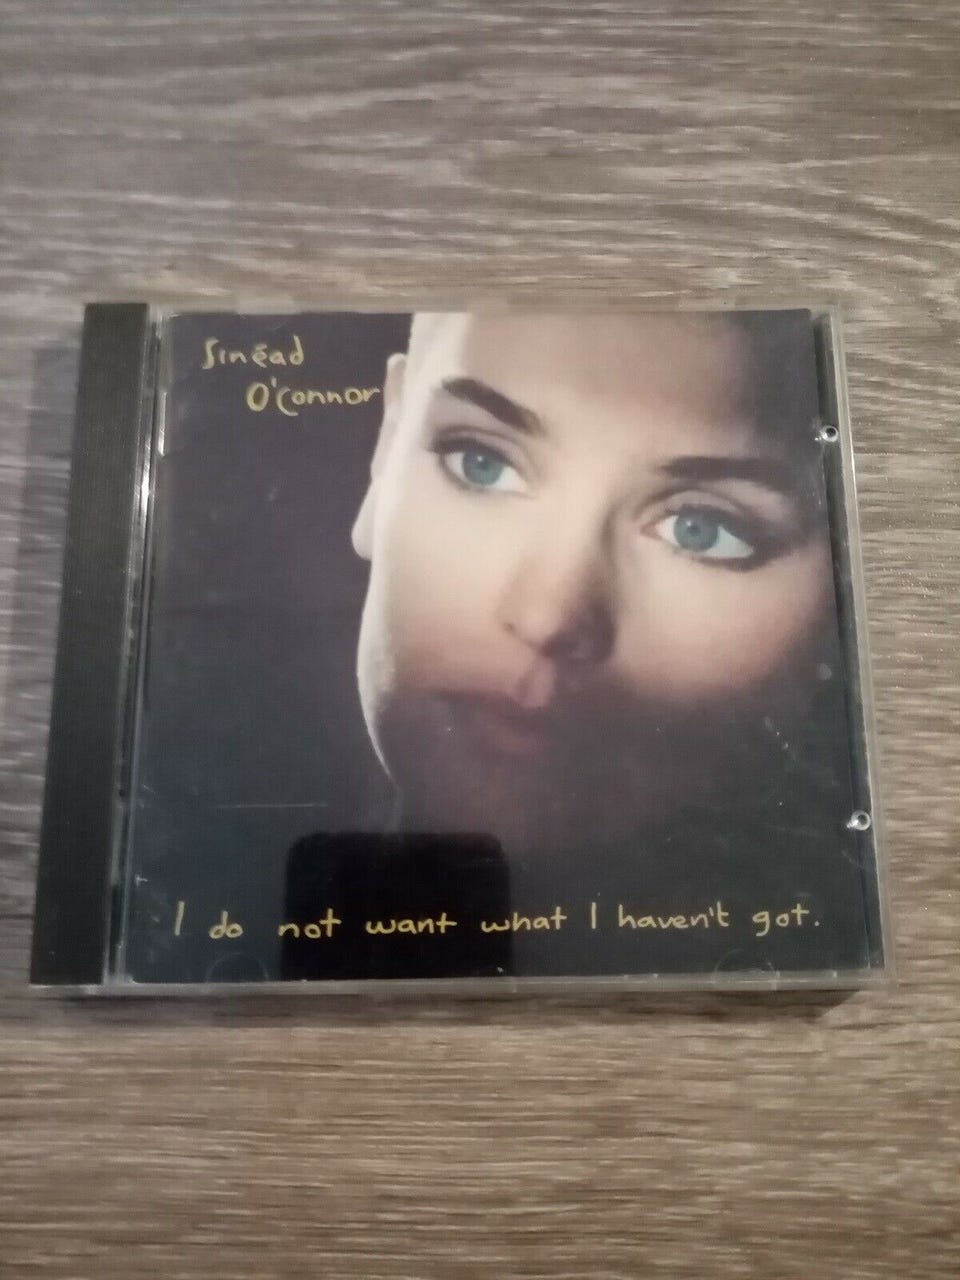 Sinéad
O'Connor
I do not want what I haven't got.